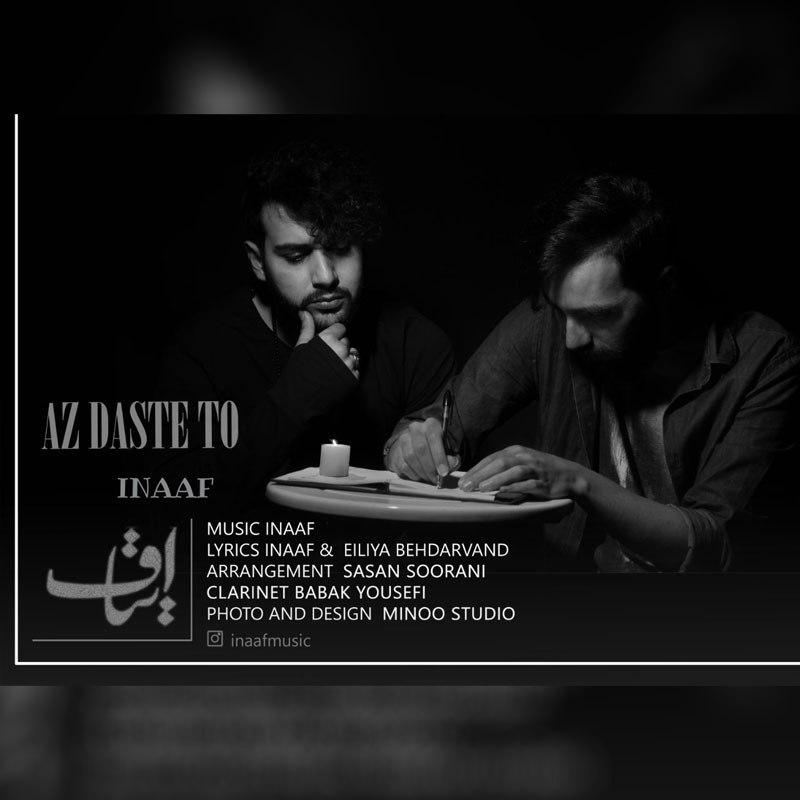 AZ DASTE TO
INAAF
ایناف
MUSIC INAAF
LYRICS INAAF & EILIYA BEHDARVAND
ARRANGEMENT SASAN SOORANI
CLARINET BABAK YOUSEFI
PHOTO AND DESIGN MINOO STUDIO
inaafmusic